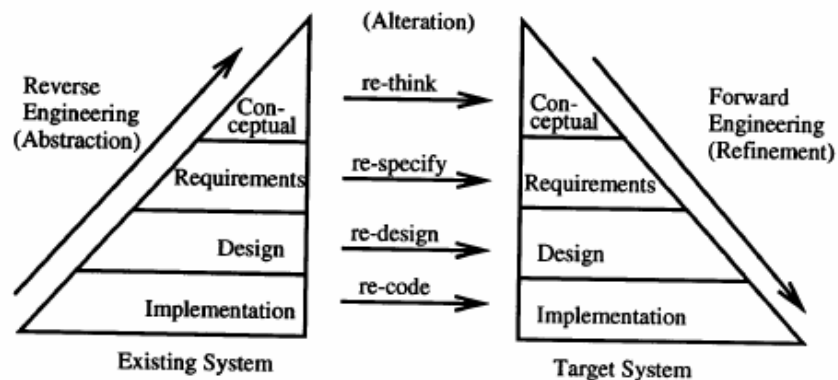 (Alteration)
Reverse
Engineering
(Abstraction)
re-think
Con-
ceptual
Con-
ceptual
Forward
Engineering
(Refinement)
re-specify
Requirements
Requirements
re-design
Design
Design
re-code
Implementation
Implementation
Existing System
Target System